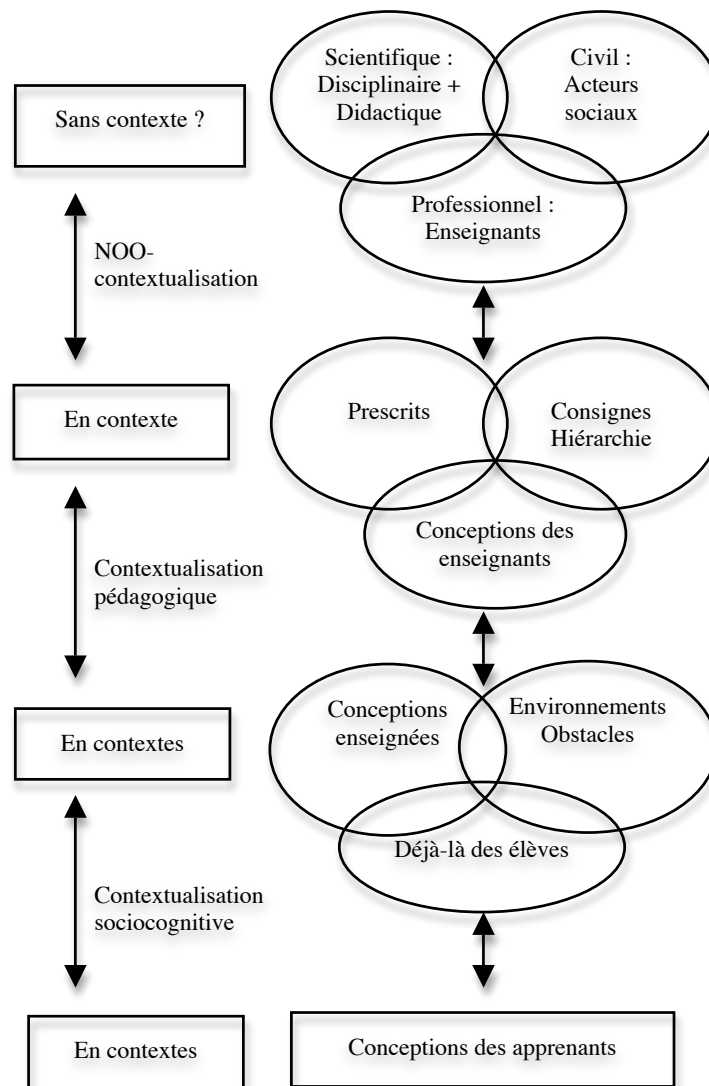 Scientifique :
Disciplinaire +
Didactique
Civil :
Acteurs
sociaux
Sans contexte ?
Professionnel :
Enseignants
NOO-
contextualisation
En contexte
Prescrits
Consignes
Hiérarchie
Conceptions des
enseignants
Contextualisation
pédagogique
En contextes
Conceptions
enseignées
Environnements
Obstacles
Déjà-là des élèves
Contextualisation
sociocognitive
En contextes
Conceptions des apprenants